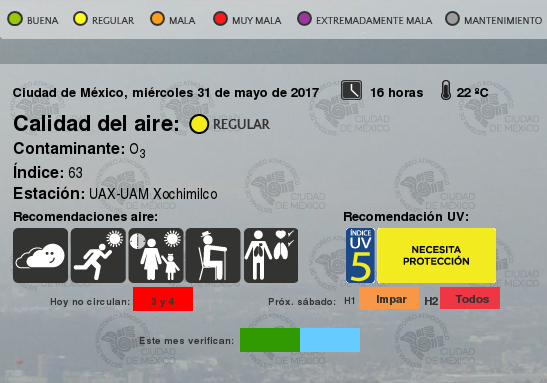 BUENA REGULAR MALA MUY MALA EXTREMADAMENTE MALA MANTENIMIENTO
Ciudad de México, miércoles 31 de mayo de 2017 16 horas 22 ºC
Calidad del aire: REGULAR
Contaminante: O3
Índice: 63
Estación: UAX-UAM Xochimilco
Recomendaciones aire: Recomendación UV:
ÍNDICE
UV
5
NECESITA
PROTECCIÓN
Hoy no circulan: 3 y 4 Próx. sábado: H1 Impar H2 Todos
Este mes verifican:
CIUDAD
DE MÉXICO